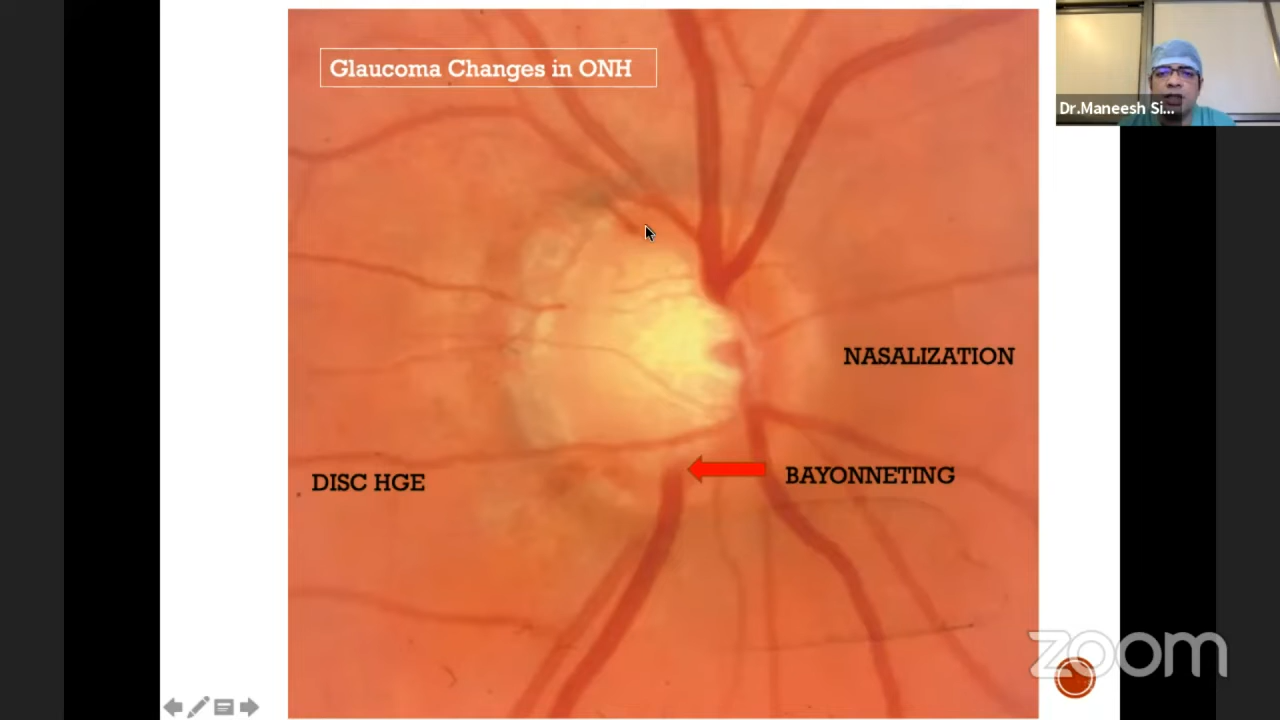 Glaucoma Changes in ONH
Dr.Maneesh Si...
NASALIZATION
DISC HGE
BAYONNETING
zoom